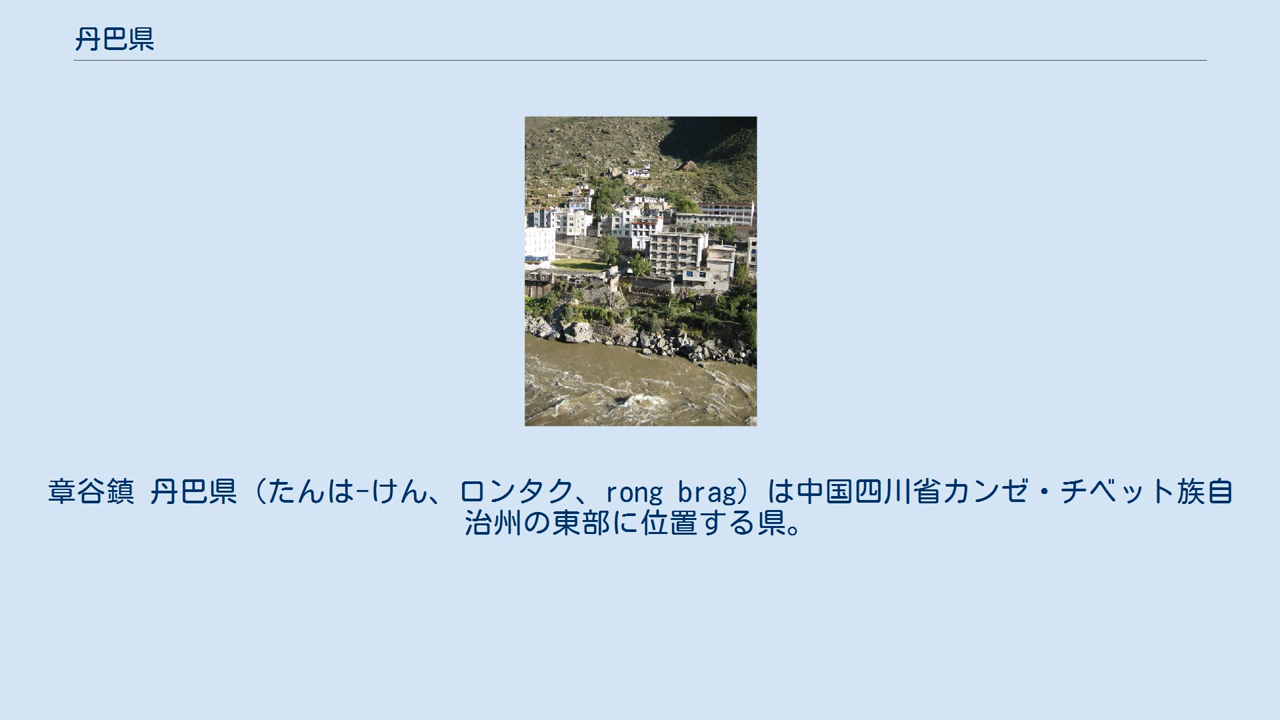 丹巴県
章谷鎮 丹巴県（たんは-けん、ロンタク、rong brag）は中国四川省カンゼ・チベット族自
治州の東部に位置する県。